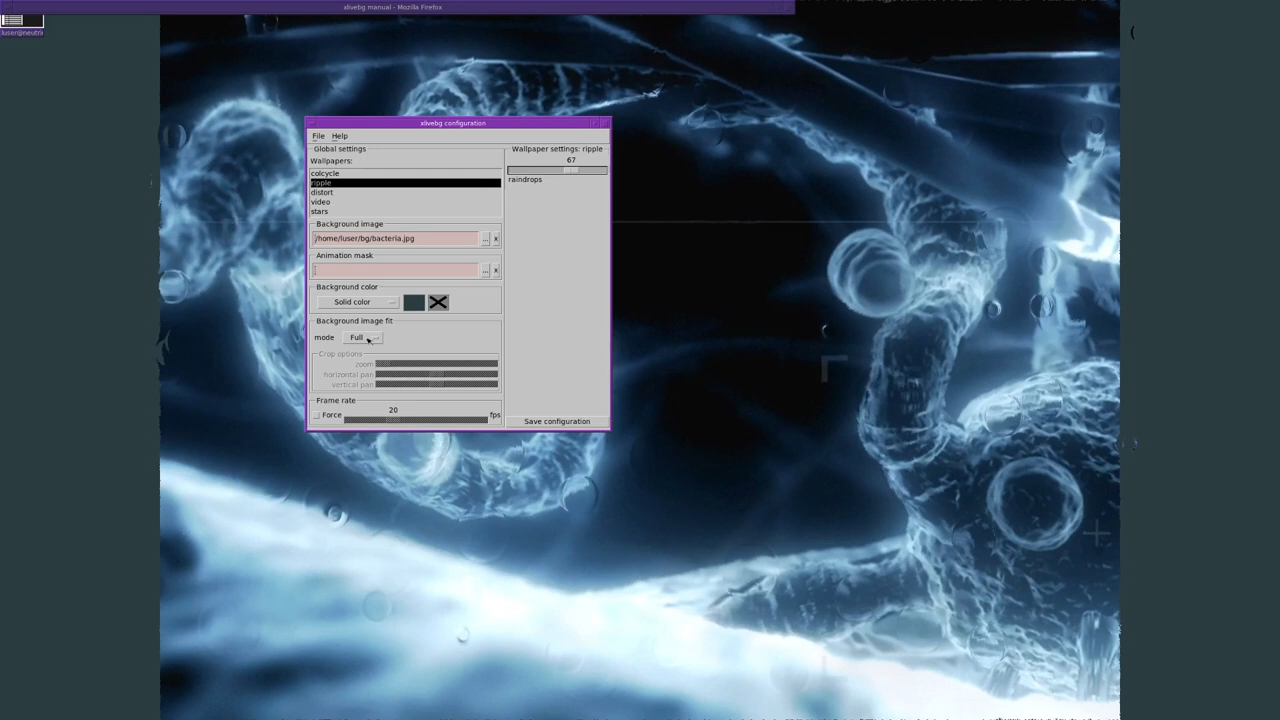 xlivebg manual - Mozilla Firefox
luser@neutri
xlivebg configuration
File Help
Global settings
Wallpapers:
colcycle
ripple
distort
video
stars
Background image
/home/luser/bg/bacteria.jpg
... x
Animation mask
... x
Background color
Solid color
Background image fit
mode Full
Crop options
zoom
horizontal pan
vertical pan
Frame rate
20
Force fps
Wallpaper settings: ripple
67
raindrops
Save configuration